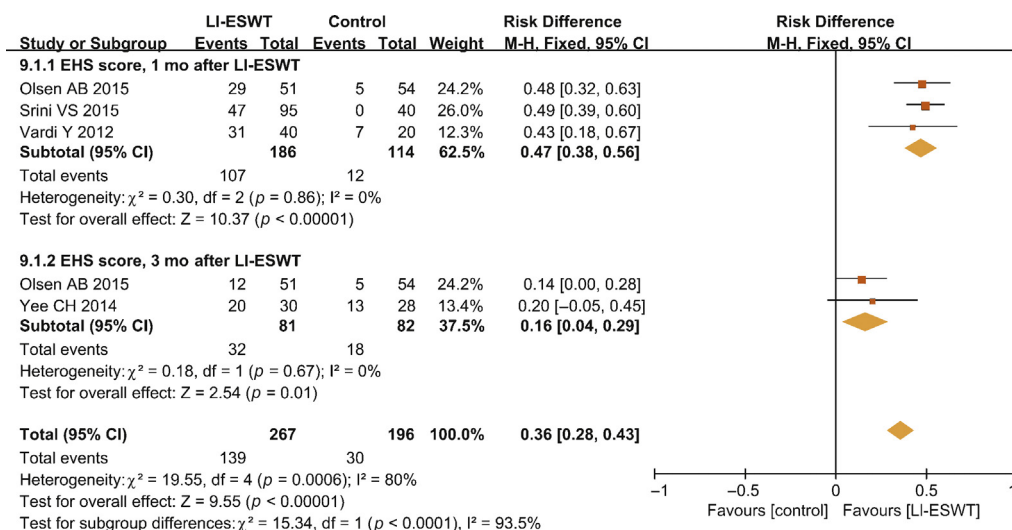 LI-ESWT Control Risk Difference Risk Difference
Study or Subgroup Events Total Events Total Weight M-H, Fixed, 95% CI M-H, Fixed, 95% CI
9.1.1 EHS score, 1 mo after LI-ESWT
Olsen AB 2015 29 51 5 54 24.2% 0.48 [0.32, 0.63]
Srini VS 2015 47 95 0 40 26.0% 0.49 [0.39, 0.60]
Vardi Y 2012 31 40 7 20 12.3% 0.43 [0.18, 0.67]
Subtotal (95% CI) 186 114 62.5% 0.47 [0.38, 0.56]
Total events 107 12
Heterogeneity: χ² = 0.30, df = 2 (p = 0.86); I² = 0%
Test for overall effect: Z = 10.37 (p < 0.00001)
9.1.2 EHS score, 3 mo after LI-ESWT
Olsen AB 2015 12 51 5 54 24.2% 0.14 [0.00, 0.28]
Yee CH 2014 20 30 13 28 13.4% 0.20 [−0.05, 0.45]
Subtotal (95% CI) 81 82 37.5% 0.16 [0.04, 0.29]
Total events 32 18
Heterogeneity: χ² = 0.18, df = 1 (p = 0.67); I² = 0%
Test for overall effect: Z = 2.54 (p = 0.01)
Total (95% CI) 267 196 100.0% 0.36 [0.28, 0.43]
Total events 139 30
Heterogeneity: χ² = 19.55, df = 4 (p = 0.0006); I² = 80%
Test for overall effect: Z = 9.55 (p < 0.00001)
Test for subgroup differences: χ² = 15.34, df = 1 (p < 0.0001), I² = 93.5%
−1 −0.5 0 0.5 1
Favours [control] Favours [LI-ESWT]